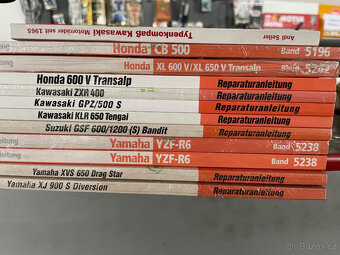 Typenkompaß Kawasaki Motorräder seit 1965 Andi Seiler
Honda CB 500 Band 5196
Honda XL 600 V/XL 650 V Transalp Band
Honda 600 V Transalp Reparaturanleitung
Kawasaki ZXR 400 Reparaturanleitung
Kawasaki GPZ/500 S Reparaturanleitung
Kawasaki KLR 650 Tengai Reparaturanleitung
Suzuki GSF 600/1200 (S) Bandit Reparaturanleitung
Yamaha YZF-R6 Band 5238
Yamaha YZF-R6 Band 5238
Yamaha XVS 650 Drag Star Reparaturanleitung
Yamaha XJ 900 S Diversion Reparaturanleitung